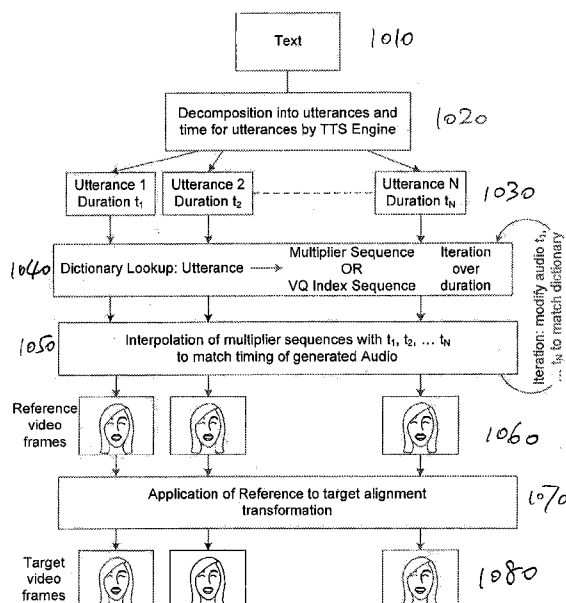 Text
1010
Decomposition into utterances and
time for utterances by TTS Engine
1020
Utterance 1
Duration t₁
Utterance 2
Duration t₂
Utterance N
Duration tN
1030
1040
Dictionary Lookup: Utterance
Multiplier Sequence
OR
VQ Index Sequence
Iteration
over
duration
Iteration: modify audio t₁,
... tN to match dictionary
1050
Interpolation of multiplier sequences with t₁, t₂, ... tN
to match timing of generated Audio
Reference
video
frames
1060
Application of Reference to target alignment
transformation
1070
Target
video
frames
1080